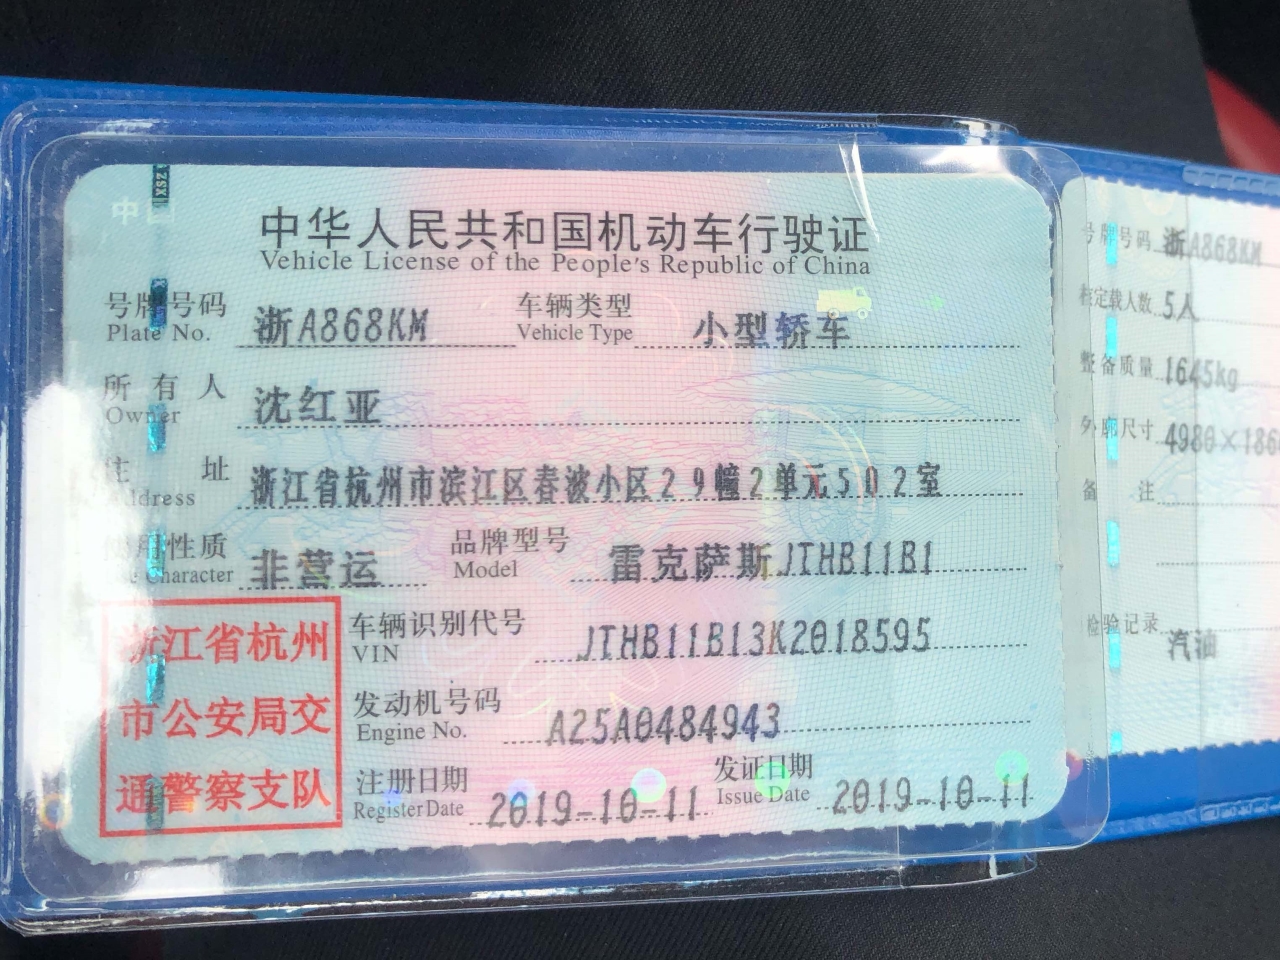 中华人民共和国机动车行驶证
Vehicle License of the People's Republic of China
号牌号码 浙A868KM 车辆类型 小型轿车
Plate No. Vehicle Type
所有人 沈红亚
Owner
住址 浙江省杭州市滨江区春波小区29幢2单元502室
Address
使用性质 非营运 品牌型号 雷克萨斯JTHB11B1
Use Character Model
车辆识别代号 JTHB11B13K2018595
VIN
发动机号码 A25A0484943
Engine No.
注册日期 2019-10-11 发证日期 2019-10-11
Register Date Issue Date
浙江省杭州
市公安局交
通警察支队
XSZ
号牌号码 浙A868KM
核定载人数 5人
整备质量 1645kg
外廓尺寸 4980×186
备注
检验记录
汽油